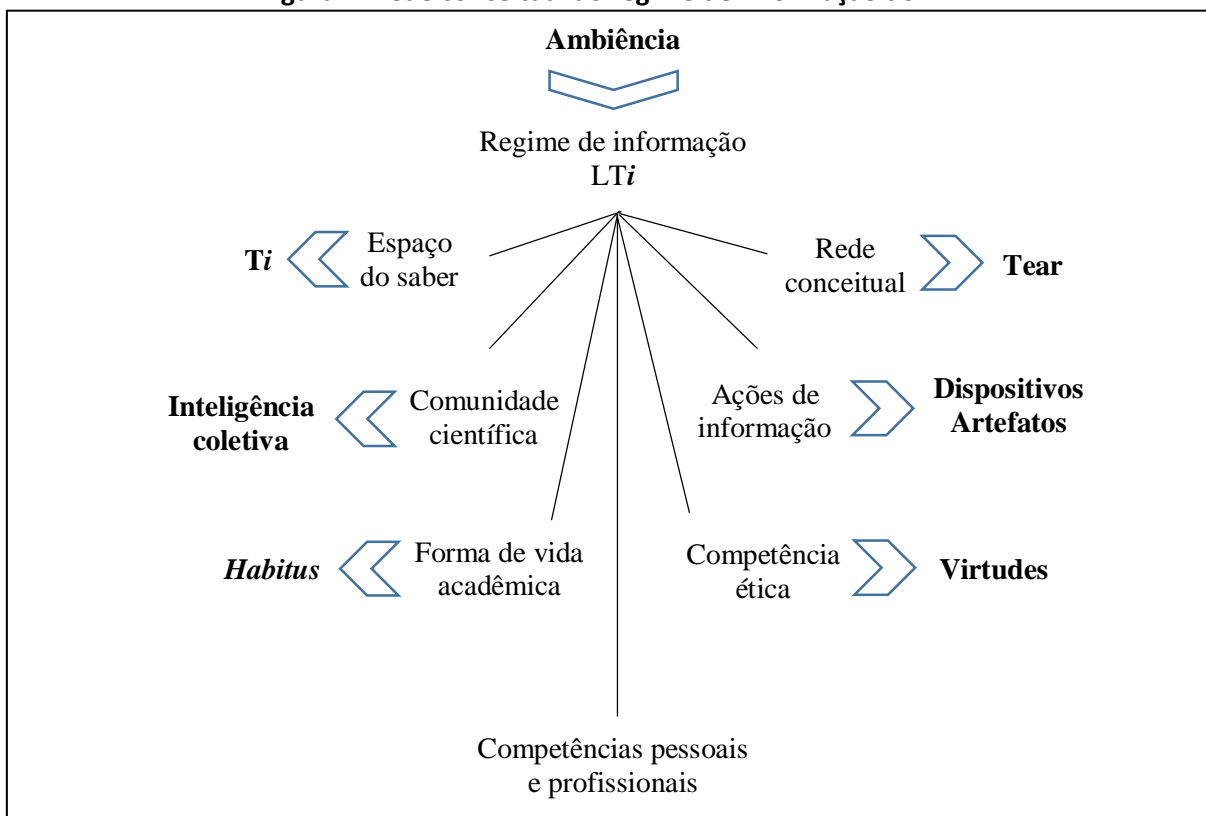 Ambiência
Regime de informação
LTi
Ti
Espaço
do saber
Rede
conceitual
Tear
Inteligência
coletiva
Comunidade
científica
Ações de
informação
Dispositivos
Artefatos
Habitus
Forma de vida
acadêmica
Competência
ética
Virtudes
Competências pessoais
e profissionais